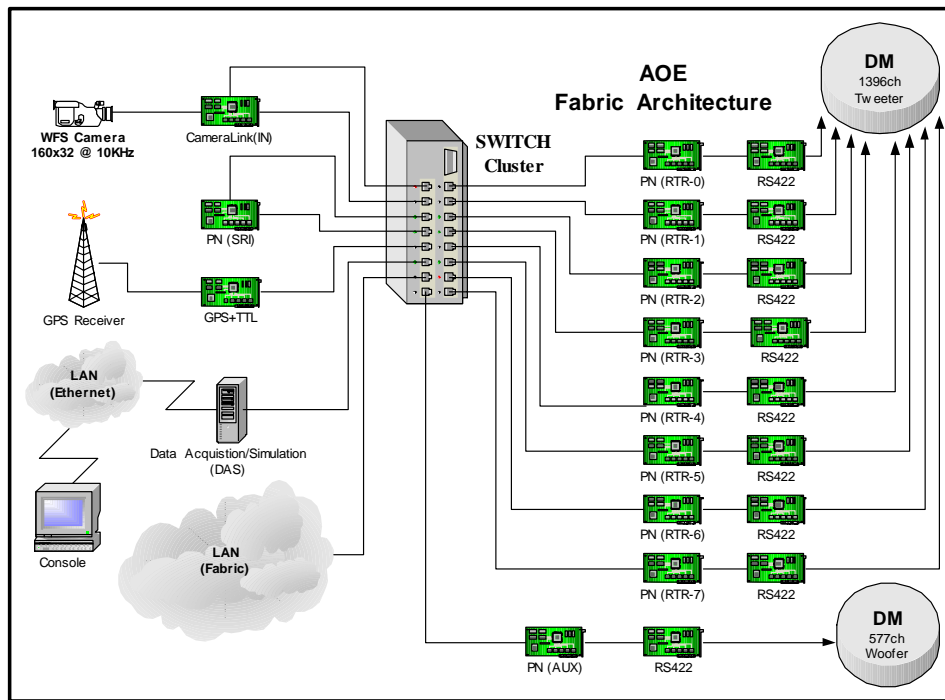 AOE
Fabric Architecture
DM
1396ch
Tweeter
WFS Camera
160x32 @ 10KHz
CameraLink(IN)
SWITCH
Cluster
PN (RTR-0)
RS422
PN (SRI)
PN (RTR-1)
RS422
GPS Receiver
GPS+TTL
PN (RTR-2)
RS422
PN (RTR-3)
RS422
LAN
(Ethernet)
PN (RTR-4)
RS422
Data Acquistion/Simulation
(DAS)
PN (RTR-5)
RS422
Console
LAN
(Fabric)
PN (RTR-6)
RS422
PN (RTR-7)
RS422
PN (AUX)
RS422
DM
577ch
Woofer